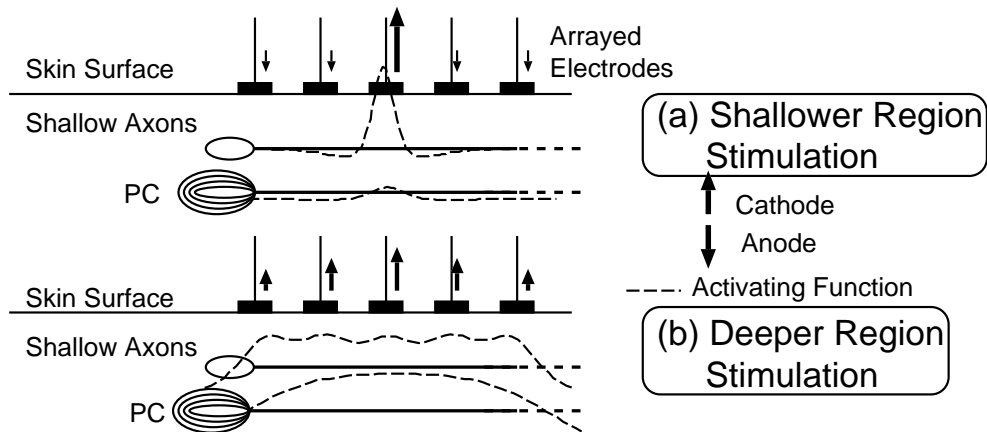 Arrayed
Electrodes
Skin Surface
Shallow Axons
PC
(a) Shallower Region
Stimulation
Cathode
Anode
Activating Function
Skin Surface
Shallow Axons
PC
(b) Deeper Region
Stimulation